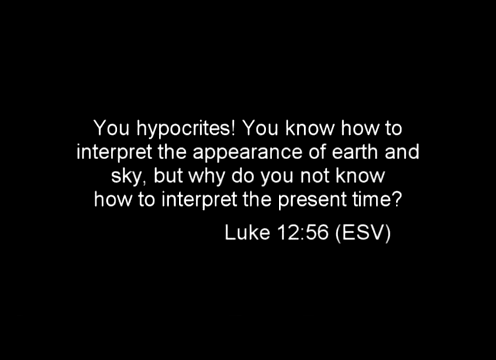 You hypocrites! You know how to
interpret the appearance of earth and
sky, but why do you not know
how to interpret the present time?
Luke 12:56 (ESV)